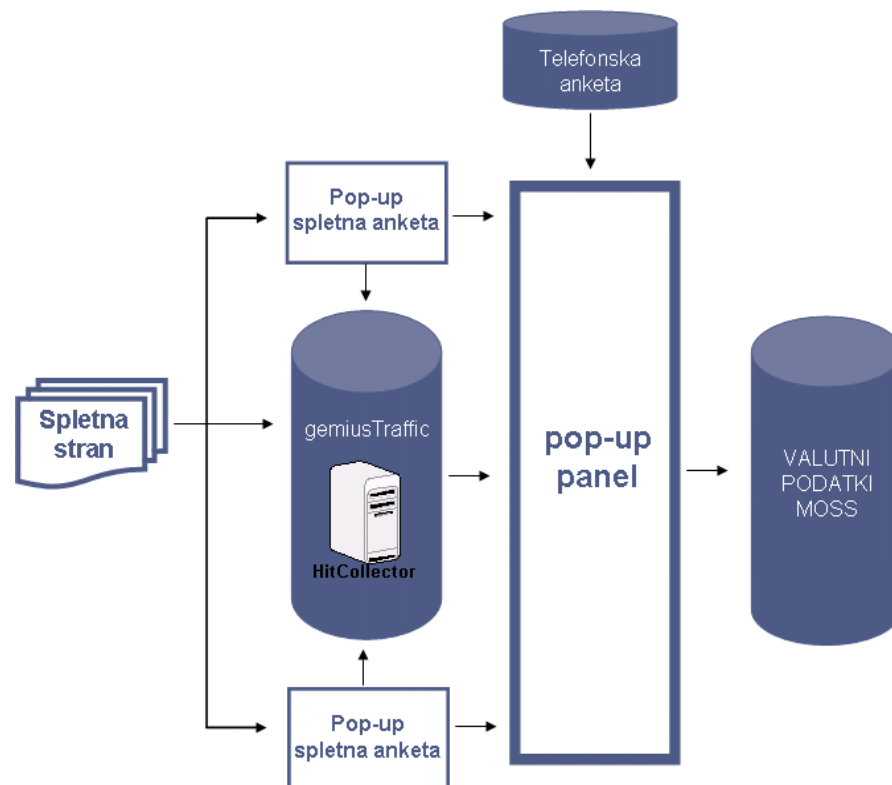 Telefonska
anketa
Pop-up
spletna anketa
Spletna
stran
gemiusTraffic
HitCollector
pop-up
panel
VALUTNI
PODATKI
MOSS
Pop-up
spletna anketa